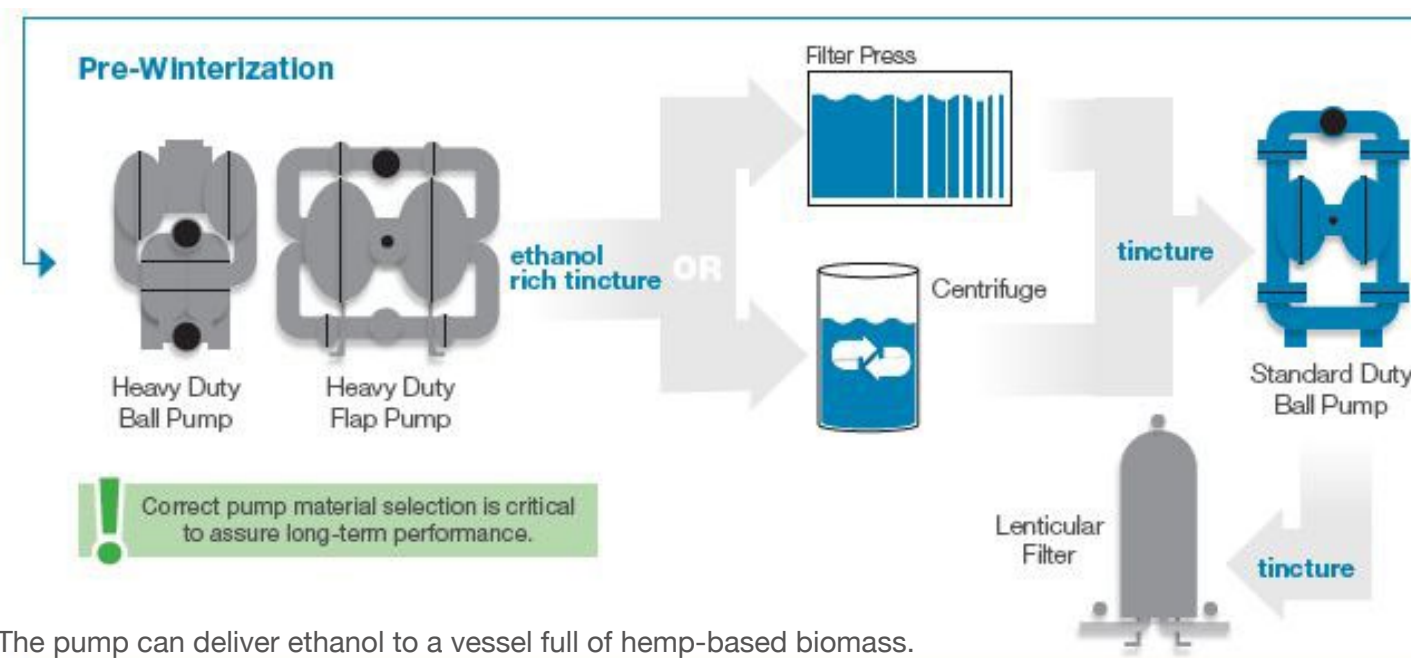 Pre-Winterization
Filter Press
ethanol
rich tincture
OR
tincture
Centrifuge
Heavy Duty
Ball Pump
Heavy Duty
Flap Pump
Standard Duty
Ball Pump
Correct pump material selection is critical
to assure long-term performance.
Lenticular
Filter
tincture
The pump can deliver ethanol to a vessel full of hemp-based biomass.